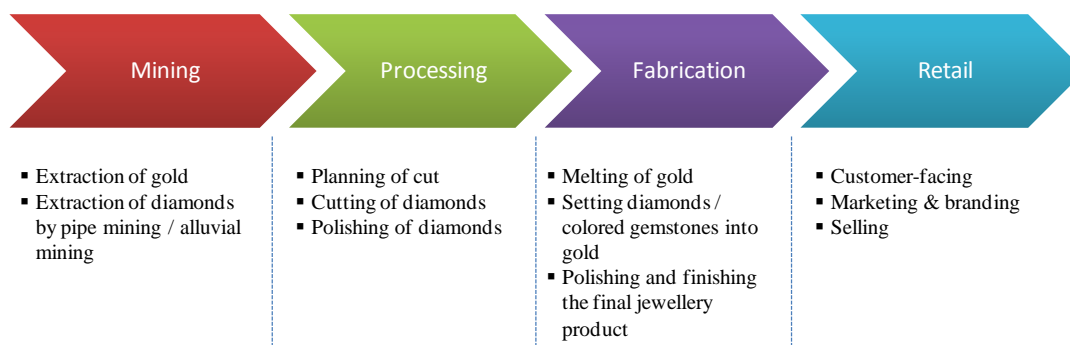 Mining
Processing
Fabrication
Retail
▪ Extraction of gold
▪ Extraction of diamonds
by pipe mining / alluvial
mining
▪ Planning of cut
▪ Cutting of diamonds
▪ Polishing of diamonds
▪ Melting of gold
▪ Setting diamonds /
colored gemstones into
gold
▪ Polishing and finishing
the final jewellery
product
▪ Customer-facing
▪ Marketing & branding
▪ Selling